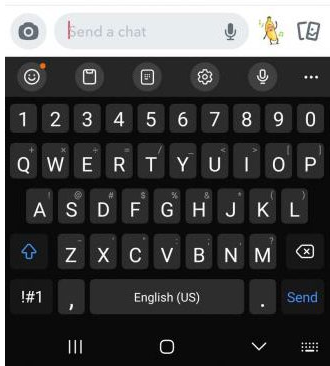 Send a chat
1 2 3 4 5 6 7 8 9 0
+ × ÷ = / _ < > [ ]
Q W E R T Y U I O P
! @ # $ % & * ( )
A S D F G H J K L
- ' " : ; , ?
Z X C V B N M
!#1 , English (US) . Send